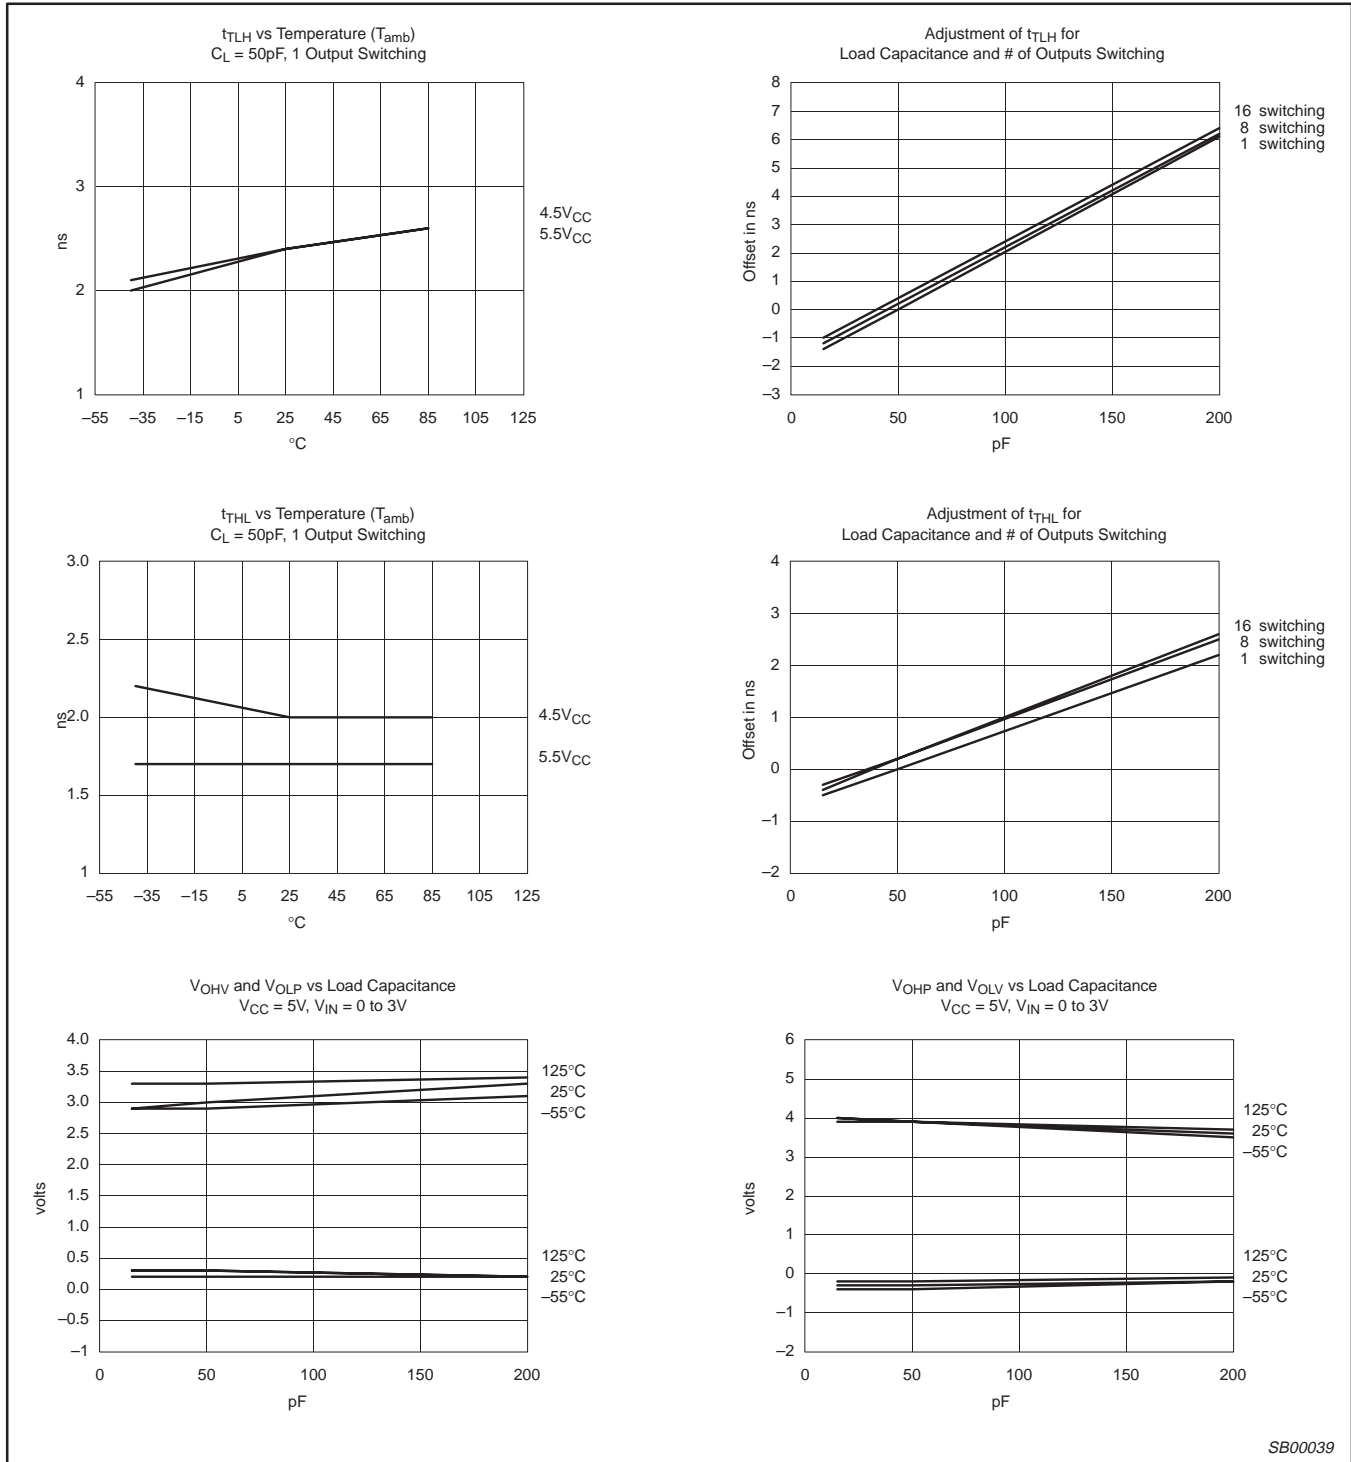 tTLH vs Temperature (Tamb)
CL = 50pF, 1 Output Switching
4
3
2
1
ns
–55 –35 –15 5 25 45 65 85 105 125
°C
4.5VCC
5.5VCC
Adjustment of tTLH for
Load Capacitance and # of Outputs Switching
8
7
6
5
4
3
2
1
0
–1
–2
–3
Offset in ns
0 50 100 150 200
pF
16 switching
8 switching
1 switching
tTHL vs Temperature (Tamb)
CL = 50pF, 1 Output Switching
3.0
2.5
2.0
1.5
1
ns
–55 –35 –15 5 25 45 65 85 105 125
°C
4.5VCC
5.5VCC
Adjustment of tTHL for
Load Capacitance and # of Outputs Switching
4
3
2
1
0
–1
–2
Offset in ns
0 50 100 150 200
pF
16 switching
8 switching
1 switching
VOHV and VOLP vs Load Capacitance
VCC = 5V, VIN = 0 to 3V
4.0
3.5
3.0
2.5
2.0
1.5
1.0
0.5
0.0
–0.5
–1
volts
0 50 100 150 200
pF
125°C
25°C
–55°C
125°C
25°C
–55°C
VOHP and VOLV vs Load Capacitance
VCC = 5V, VIN = 0 to 3V
6
5
4
3
2
1
0
–1
–2
volts
0 50 100 150 200
pF
125°C
25°C
–55°C
125°C
25°C
–55°C
SB00039